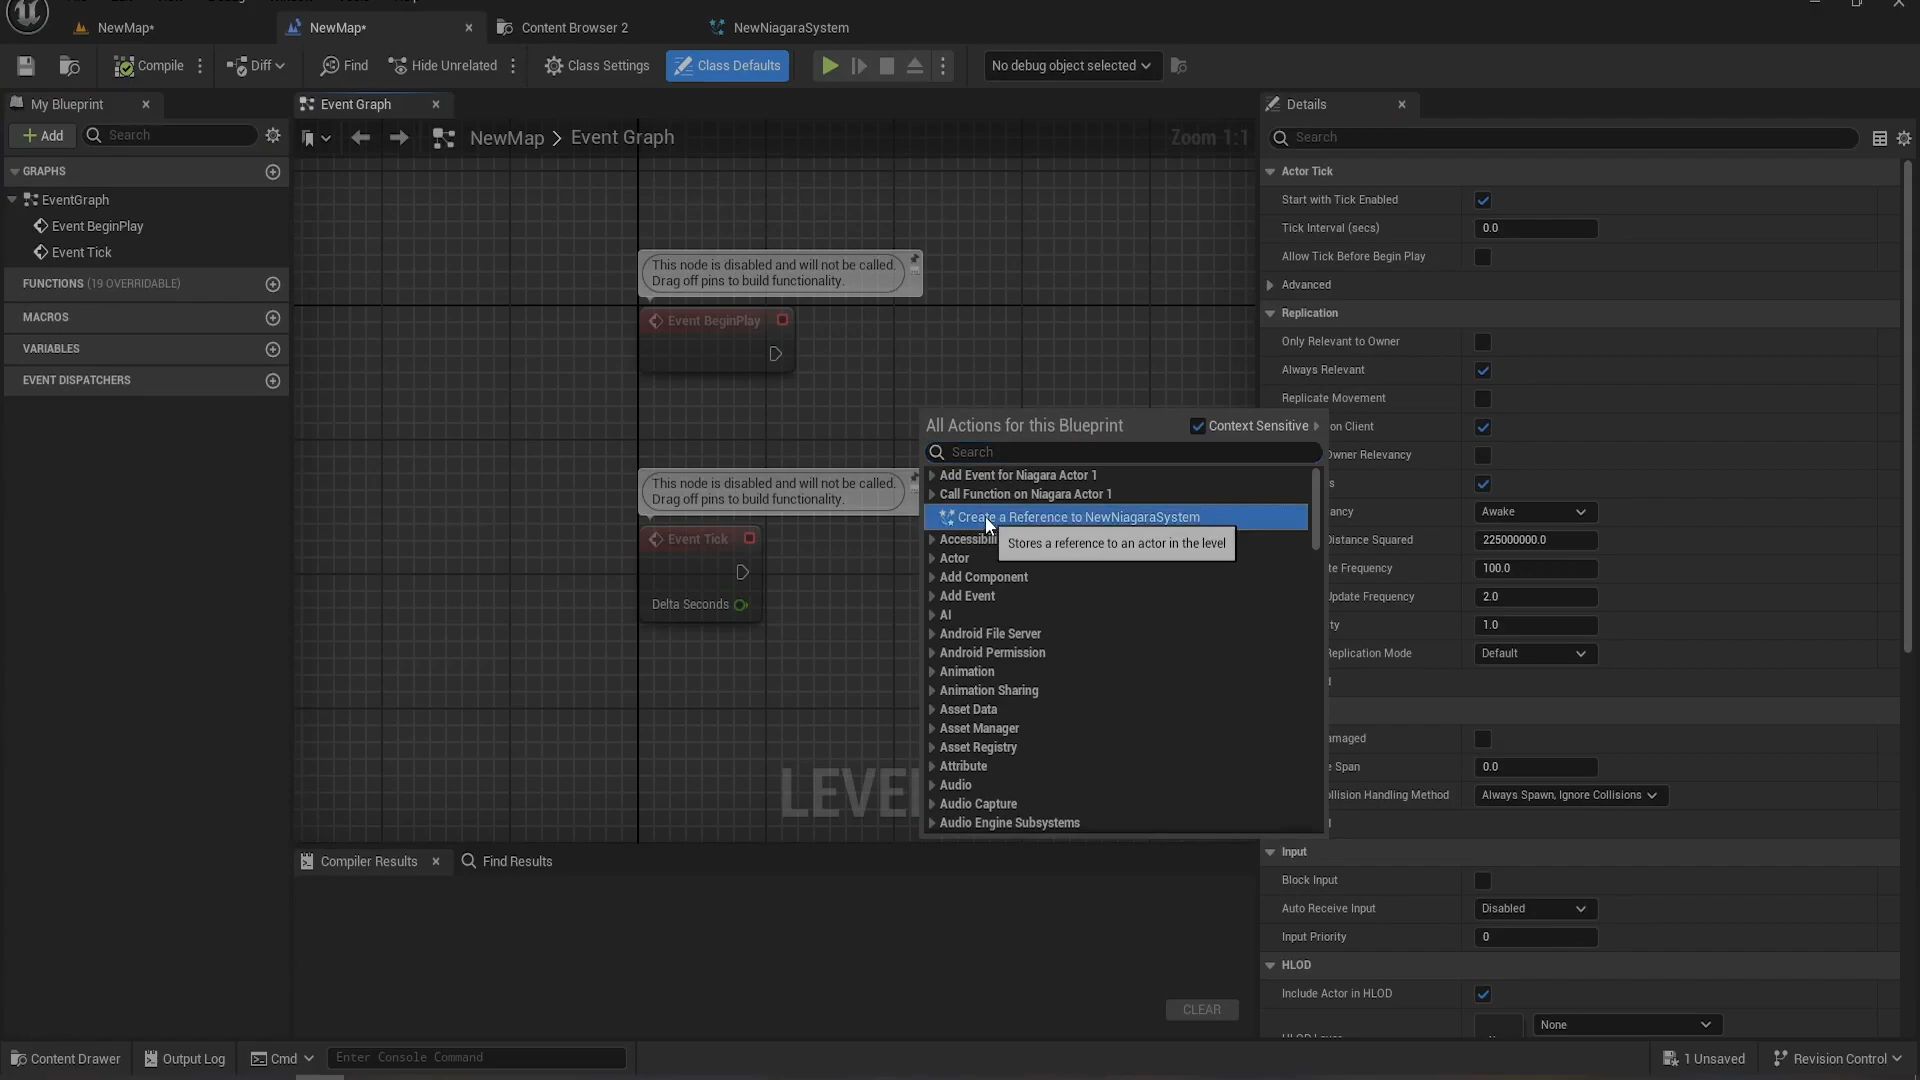 NewMap*
NewMap*
Content Browser 2
NewNiagaraSystem
Compile
Diff
Find
Hide Unrelated
Class Settings
Class Defaults
No debug object selected
My Blueprint
Add
Search
GRAPHS
EventGraph
Event BeginPlay
Event Tick
FUNCTIONS (19 OVERRIDABLE)
MACROS
VARIABLES
EVENT DISPATCHERS
Event Graph
NewMap > Event Graph
Zoom 1:1
This node is disabled and will not be called.
Drag off pins to build functionality.
Event BeginPlay
This node is disabled and will not be called.
Drag off pins to build functionality.
Event Tick
Delta Seconds
LEVEL
All Actions for this Blueprint
Context Sensitive
Search
Add Event for Niagara Actor 1
Call Function on Niagara Actor 1
Create a Reference to NewNiagaraSystem
Stores a reference to an actor in the level
Accessibili
Actor
Add Component
Add Event
AI
Android File Server
Android Permission
Animation
Animation Sharing
Asset Data
Asset Manager
Asset Registry
Attribute
Audio
Audio Capture
Audio Engine Subsystems
Compiler Results
Find Results
CLEAR
Details
Search
Actor Tick
Start with Tick Enabled
Tick Interval (secs)
0.0
Allow Tick Before Begin Play
Advanced
Replication
Only Relevant to Owner
Always Relevant
Replicate Movement
on Client
wner Relevancy
s
ancy
Awake
istance Squared
225000000.0
te Frequency
100.0
Update Frequency
2.0
ty
1.0
Replication Mode
Default
amaged
e Span
0.0
ollision Handling Method
Always Spawn, Ignore Collisions
Input
Block Input
Auto Receive Input
Disabled
Input Priority
0
HLOD
Include Actor in HLOD
HLOD Layer
None
Content Drawer
Output Log
Cmd
Enter Console Command
1 Unsaved
Revision Control